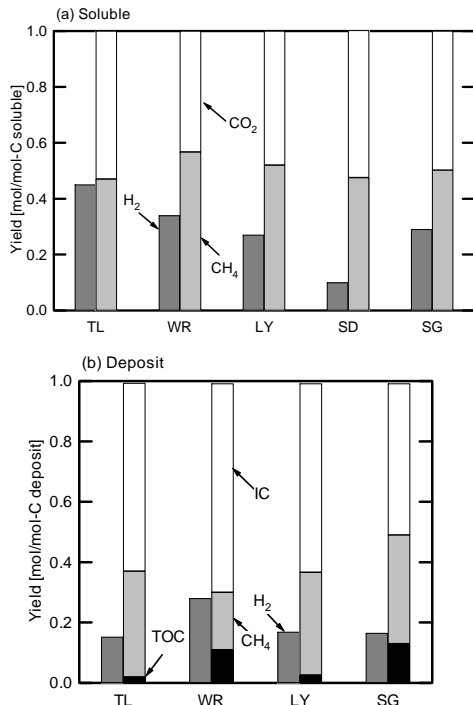 (a) Soluble
Yield [mol/mol-C soluble]
1.0
0.8
0.6
0.4
0.2
0.0
CO₂
H₂
CH₄
TL WR LY SD SG
(b) Deposit
Yield [mol/mol-C deposit]
1.0
0.8
0.6
0.4
0.2
0.0
IC
H₂
TOC
CH₄
TL WR LY SG